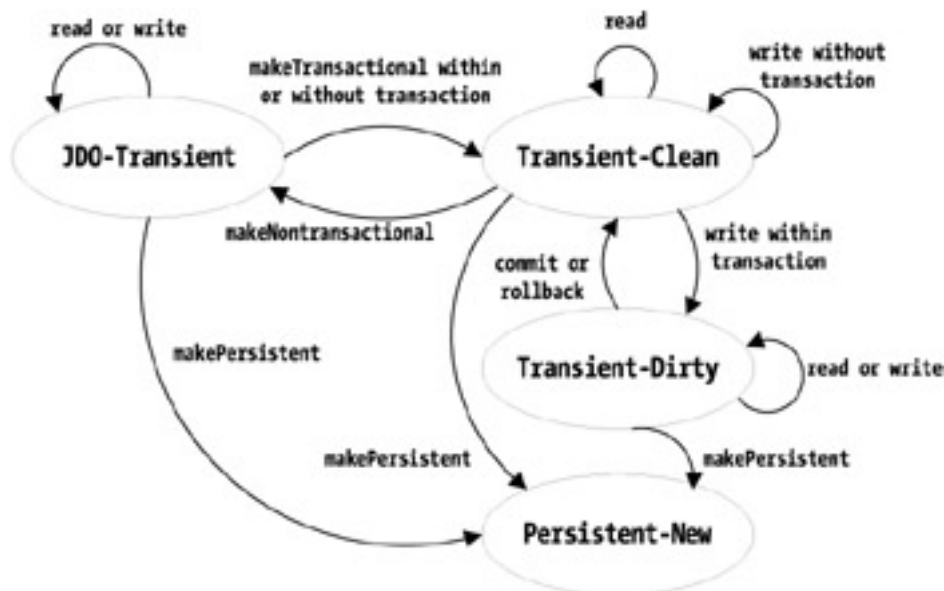 read or write
read
makeTransactional within
or without transaction
write without
transaction
JDO-Transient
Transient-Clean
makeNontransactional
write within
transaction
commit or
rollback
makePersistent
Transient-Dirty
read or write
makePersistent
makePersistent
Persistent-New